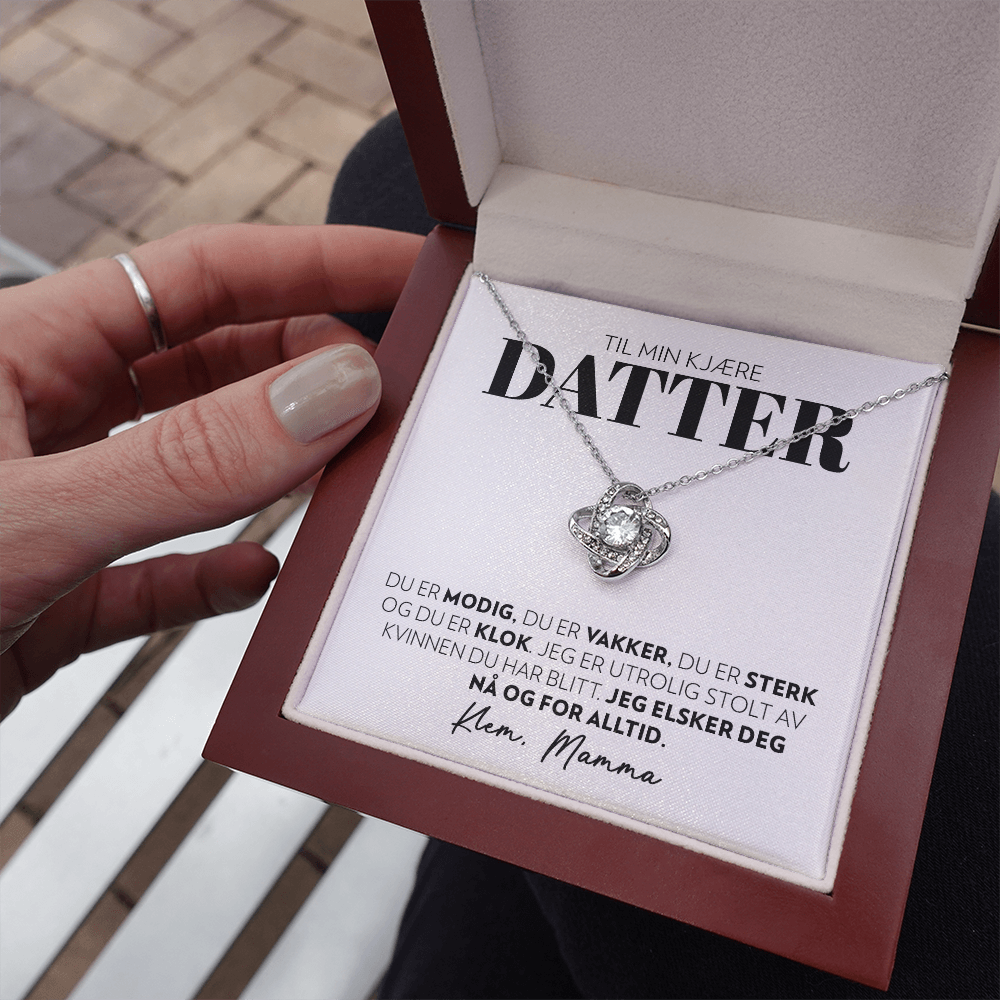 TIL MIN KJÆRE
DATTER
DU ER MODIG, DU ER VAKKER, DU ER STERK
OG DU ER KLOK. JEG ER UTROLIG STOLT AV
KVINNEN DU HAR BLITT. JEG ELSKER DEG
NÅ OG FOR ALLTID.
Klem, Mamma